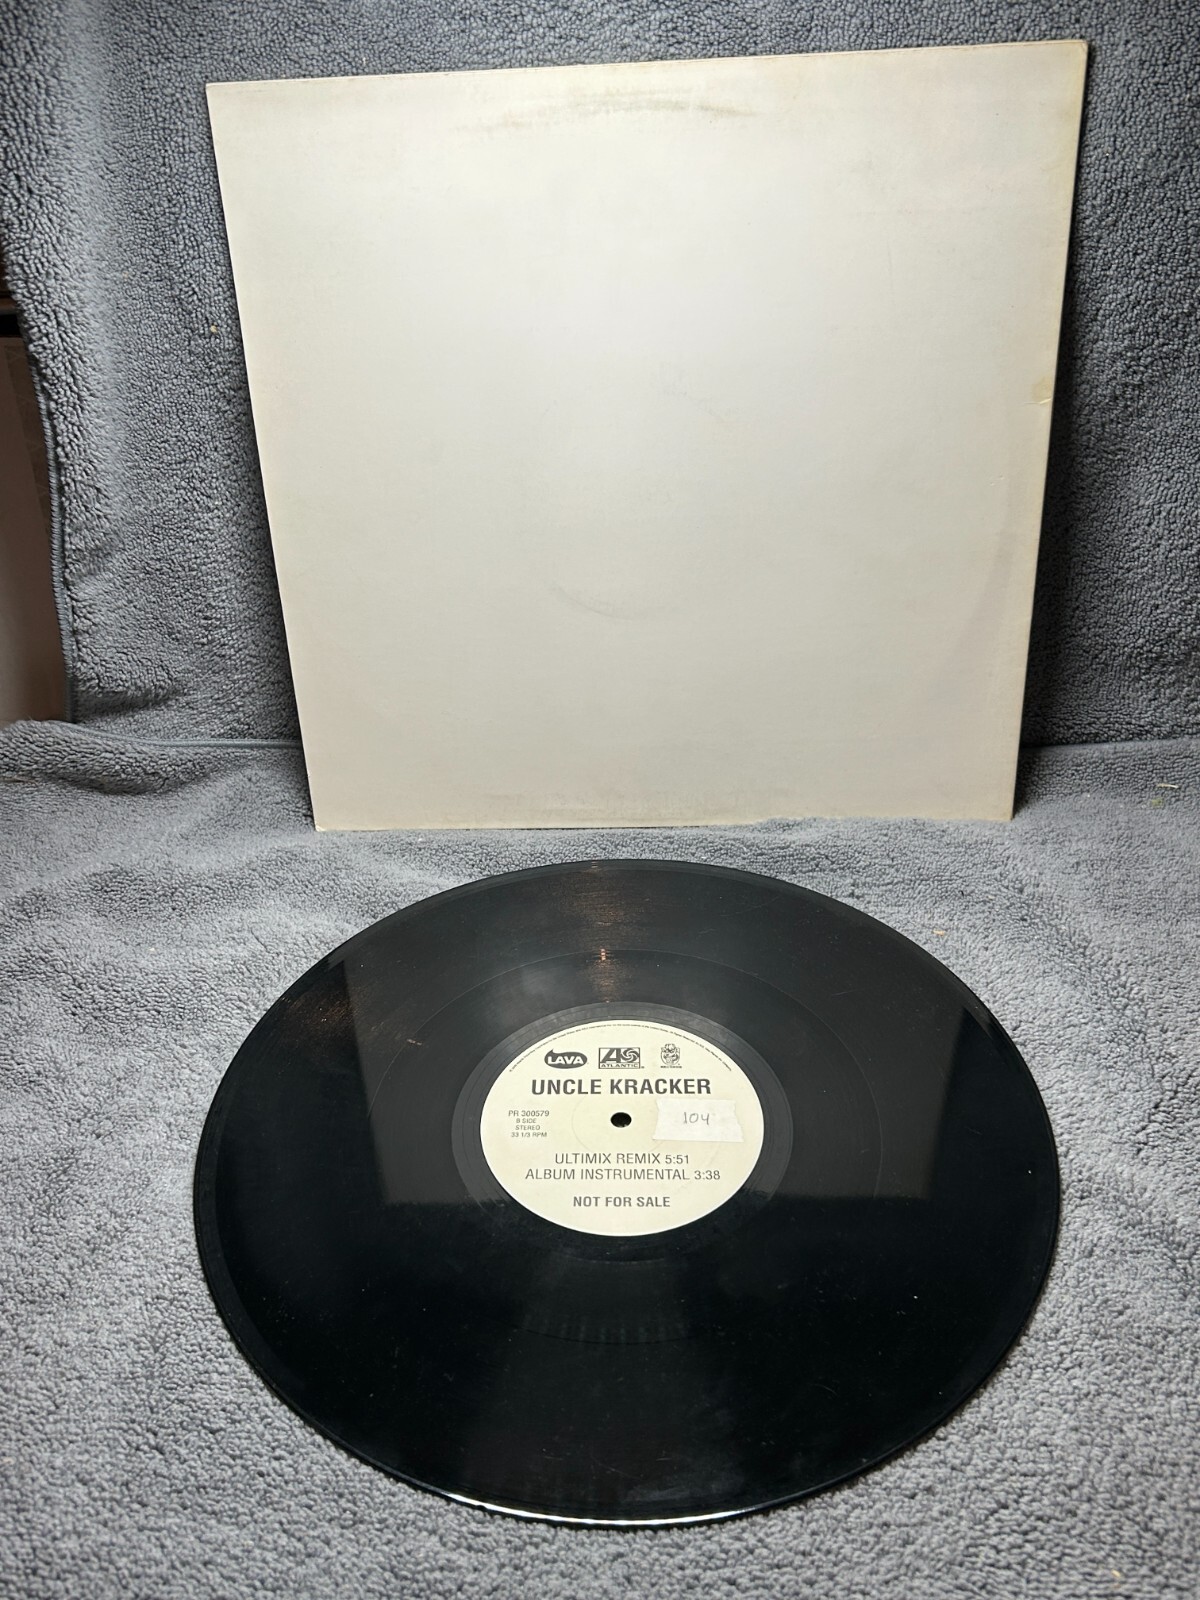 LAVA
ATLANTIC
UNCLE KRACKER
PR 300579
B SIDE
STEREO
33 1/3 RPM
104
ULTIMIX REMIX 5:51
ALBUM INSTRUMENTAL 3:38
NOT FOR SALE